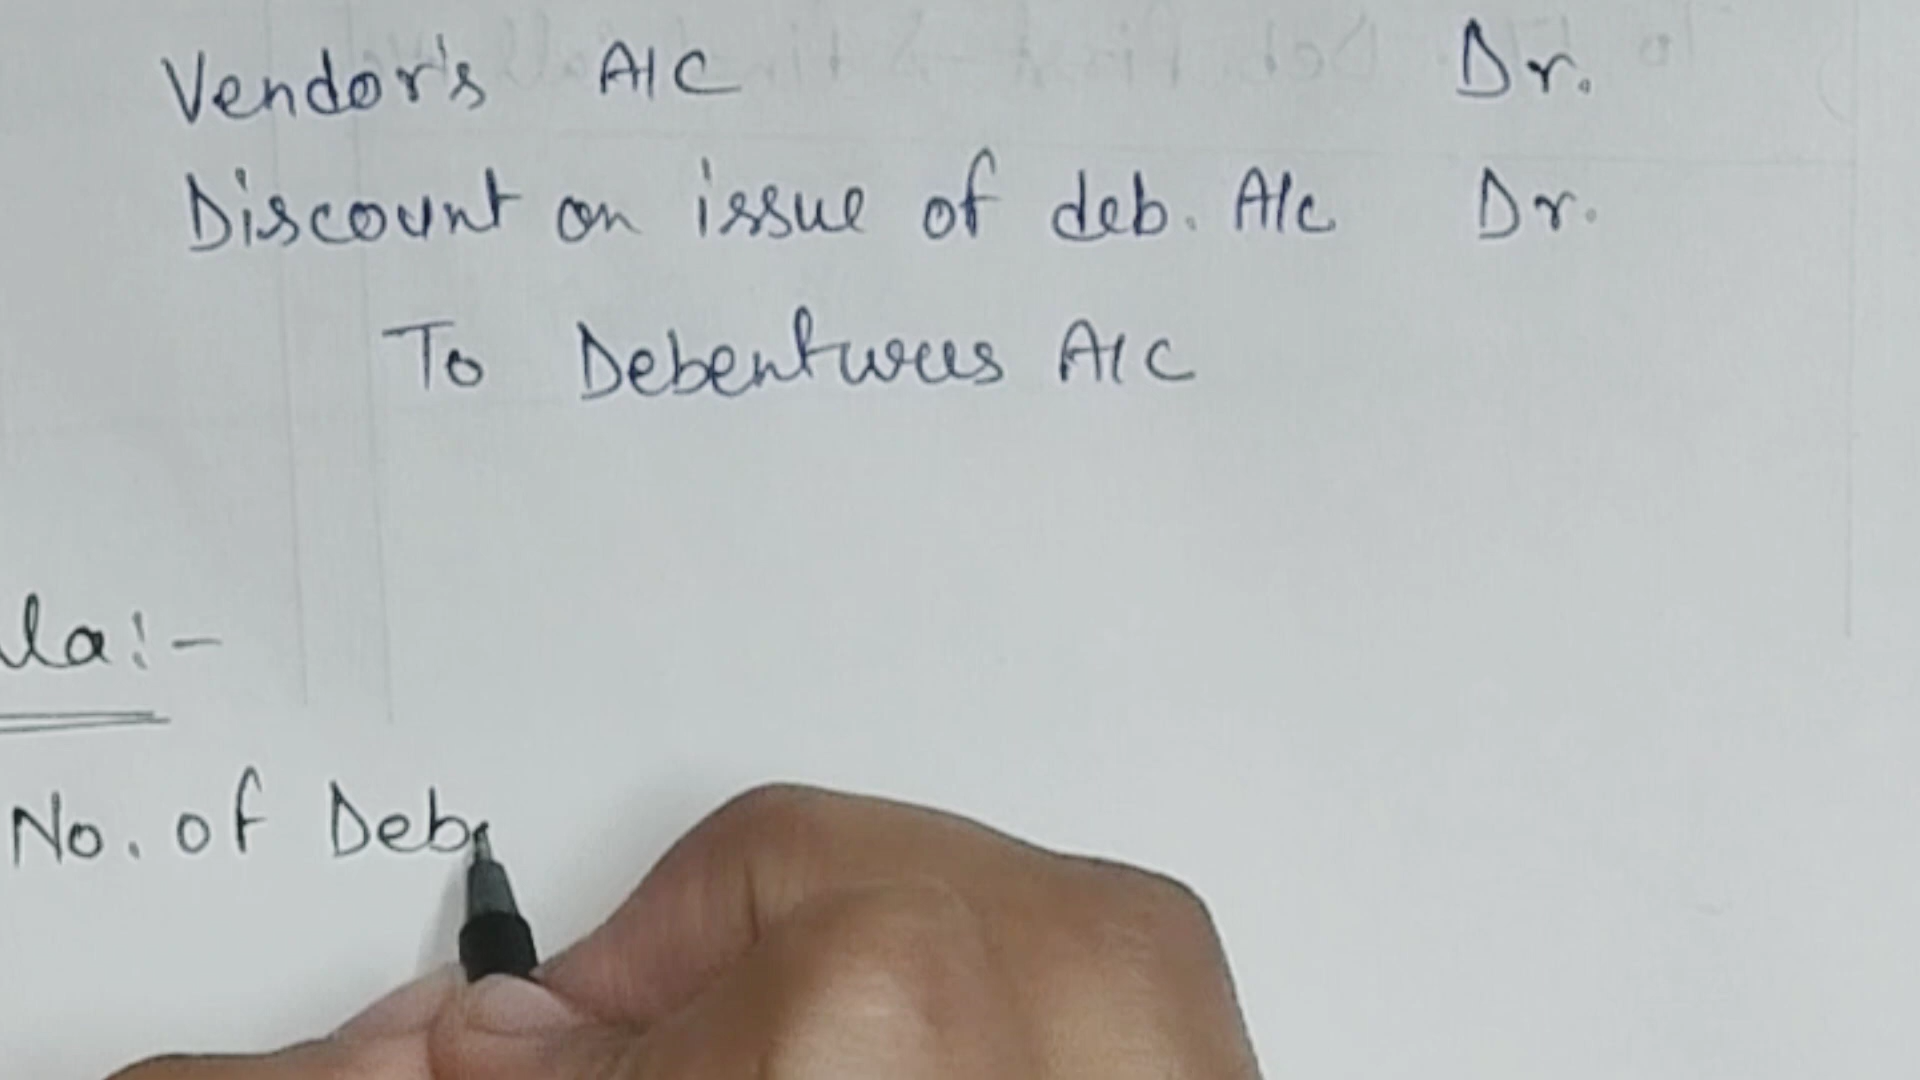 Vendor's A/C Dr.
Discount on issue of deb. A/c Dr.
To Debentures A/C
la:-
No. of Deb